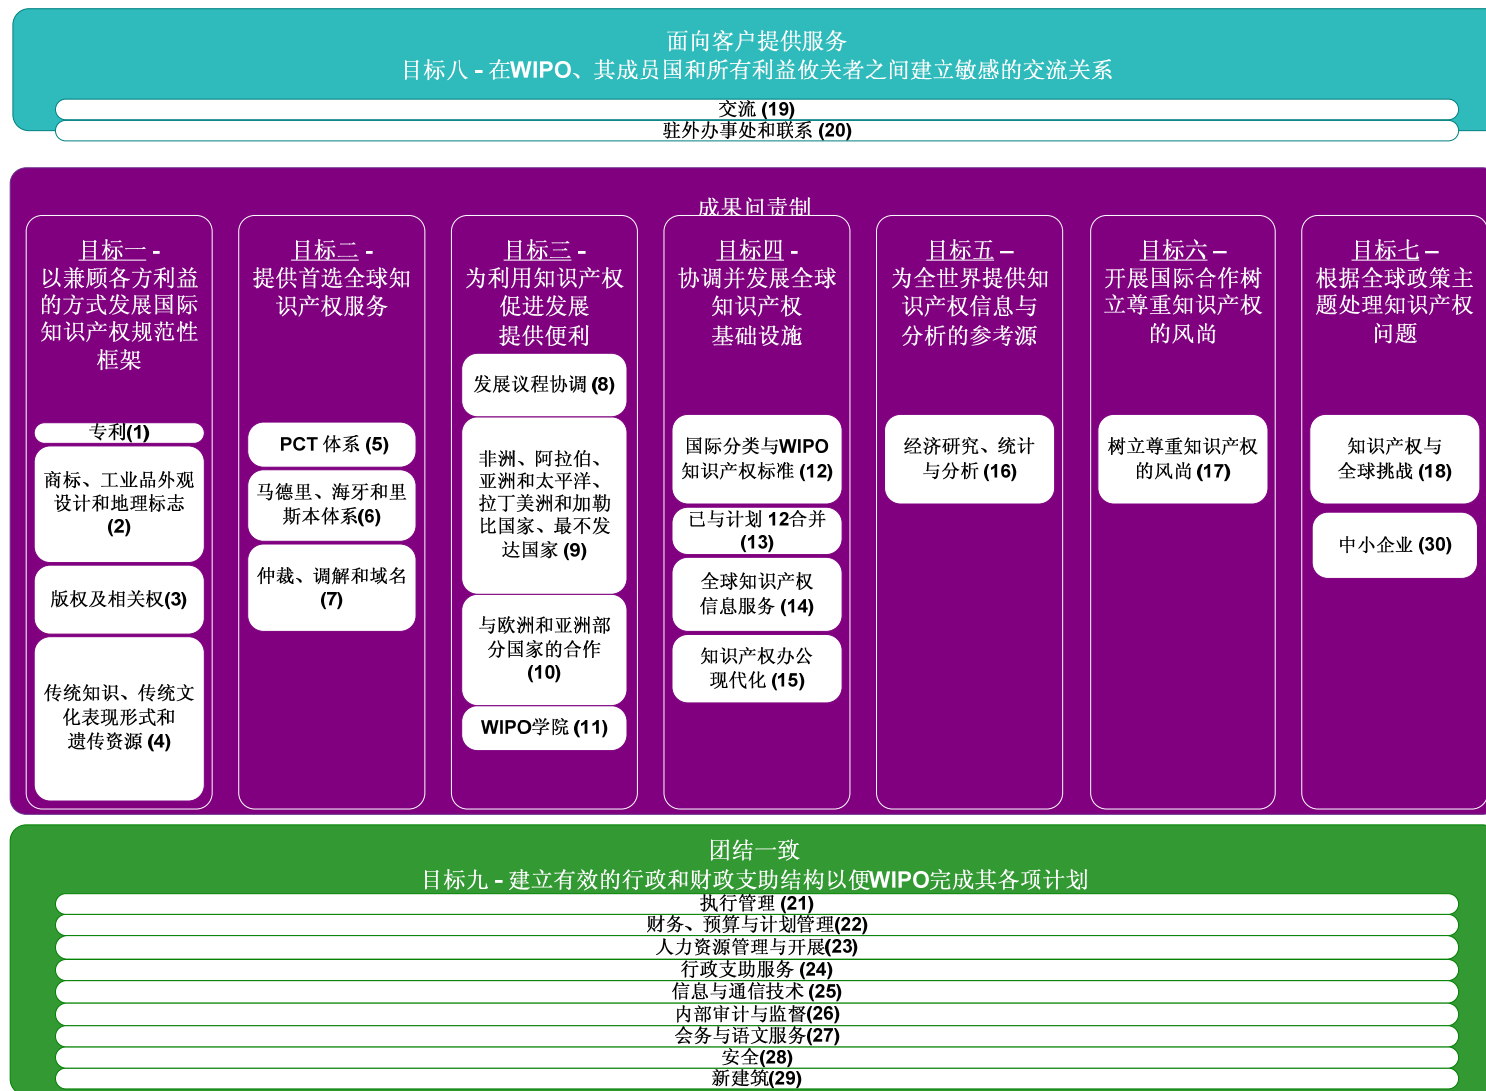 面向客户提供服务
目标八 - 在WIPO、其成员国和所有利益攸关者之间建立敏感的交流关系
交流 (19)
驻外办事处和联系 (20)
成果问责制
目标一 -
以兼顾各方利益
的方式发展国际
知识产权规范性
框架
专利(1)
商标、工业品外观
设计和地理标志
(2)
版权及相关权(3)
传统知识、传统文
化表现形式和
遗传资源 (4)
目标二 -
提供首选全球知
识产权服务
PCT 体系 (5)
马德里、海牙和里
斯本体系(6)
仲裁、调解和域名
(7)
目标三 -
为利用知识产权
促进发展
提供便利
发展议程协调 (8)
非洲、阿拉伯、
亚洲和太平洋、
拉丁美洲和加勒
比国家、最不发
达国家 (9)
与欧洲和亚洲部
分国家的合作
(10)
WIPO学院 (11)
目标四 -
协调并发展全球
知识产权
基础设施
国际分类与WIPO
知识产权标准 (12)
已与计划 12合并
(13)
全球知识产权
信息服务 (14)
知识产权办公
现代化 (15)
目标五 –
为全世界提供知
识产权信息与
分析的参考源
经济研究、统计
与分析 (16)
目标六 –
开展国际合作树
立尊重知识产权
的风尚
树立尊重知识产权
的风尚 (17)
目标七 –
根据全球政策主
题处理知识产权
问题
知识产权与
全球挑战 (18)
中小企业 (30)
团结一致
目标九 - 建立有效的行政和财政支助结构以便WIPO完成其各项计划
执行管理 (21)
财务、预算与计划管理(22)
人力资源管理与开展(23)
行政支助服务 (24)
信息与通信技术 (25)
内部审计与监督(26)
会务与语文服务(27)
安全(28)
新建筑(29)